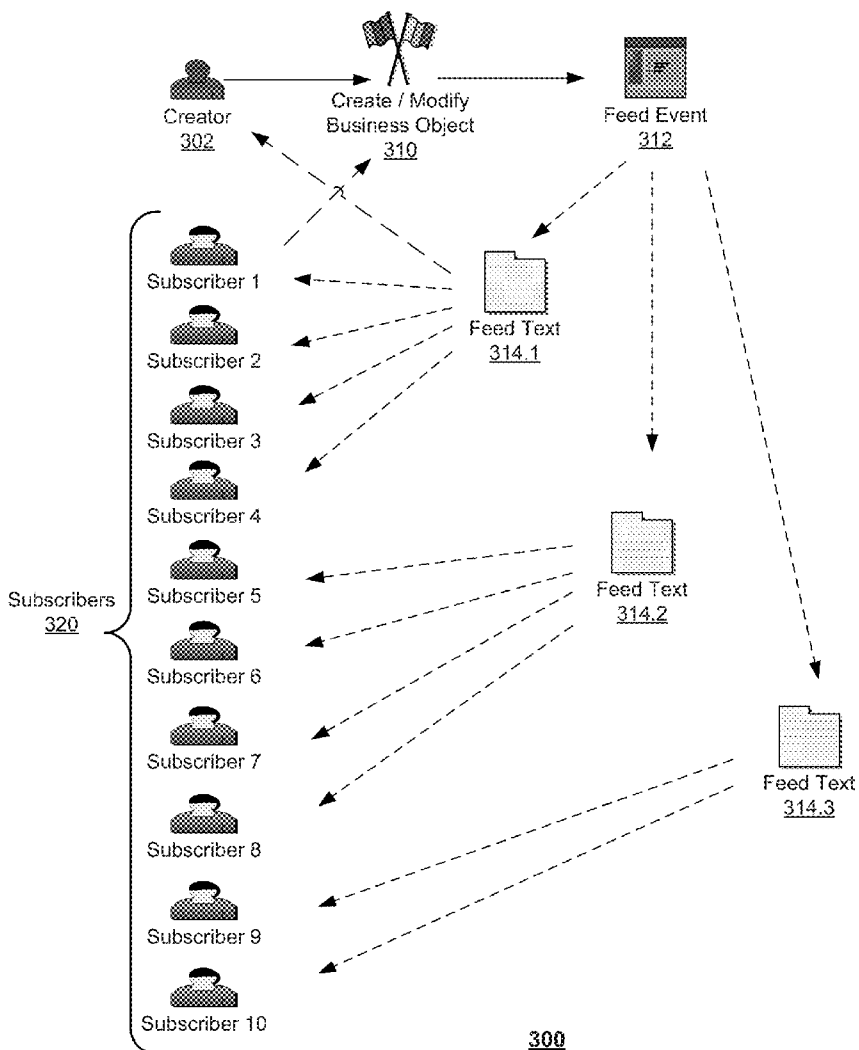 Creator
302
Create / Modify
Business Object
310
Feed Event
312
Subscriber 1
Feed Text
314.1
Subscriber 2
Subscriber 3
Subscriber 4
Subscriber 5
Feed Text
314.2
Subscribers
320
Subscriber 6
Subscriber 7
Feed Text
314.3
Subscriber 8
Subscriber 9
Subscriber 10
300